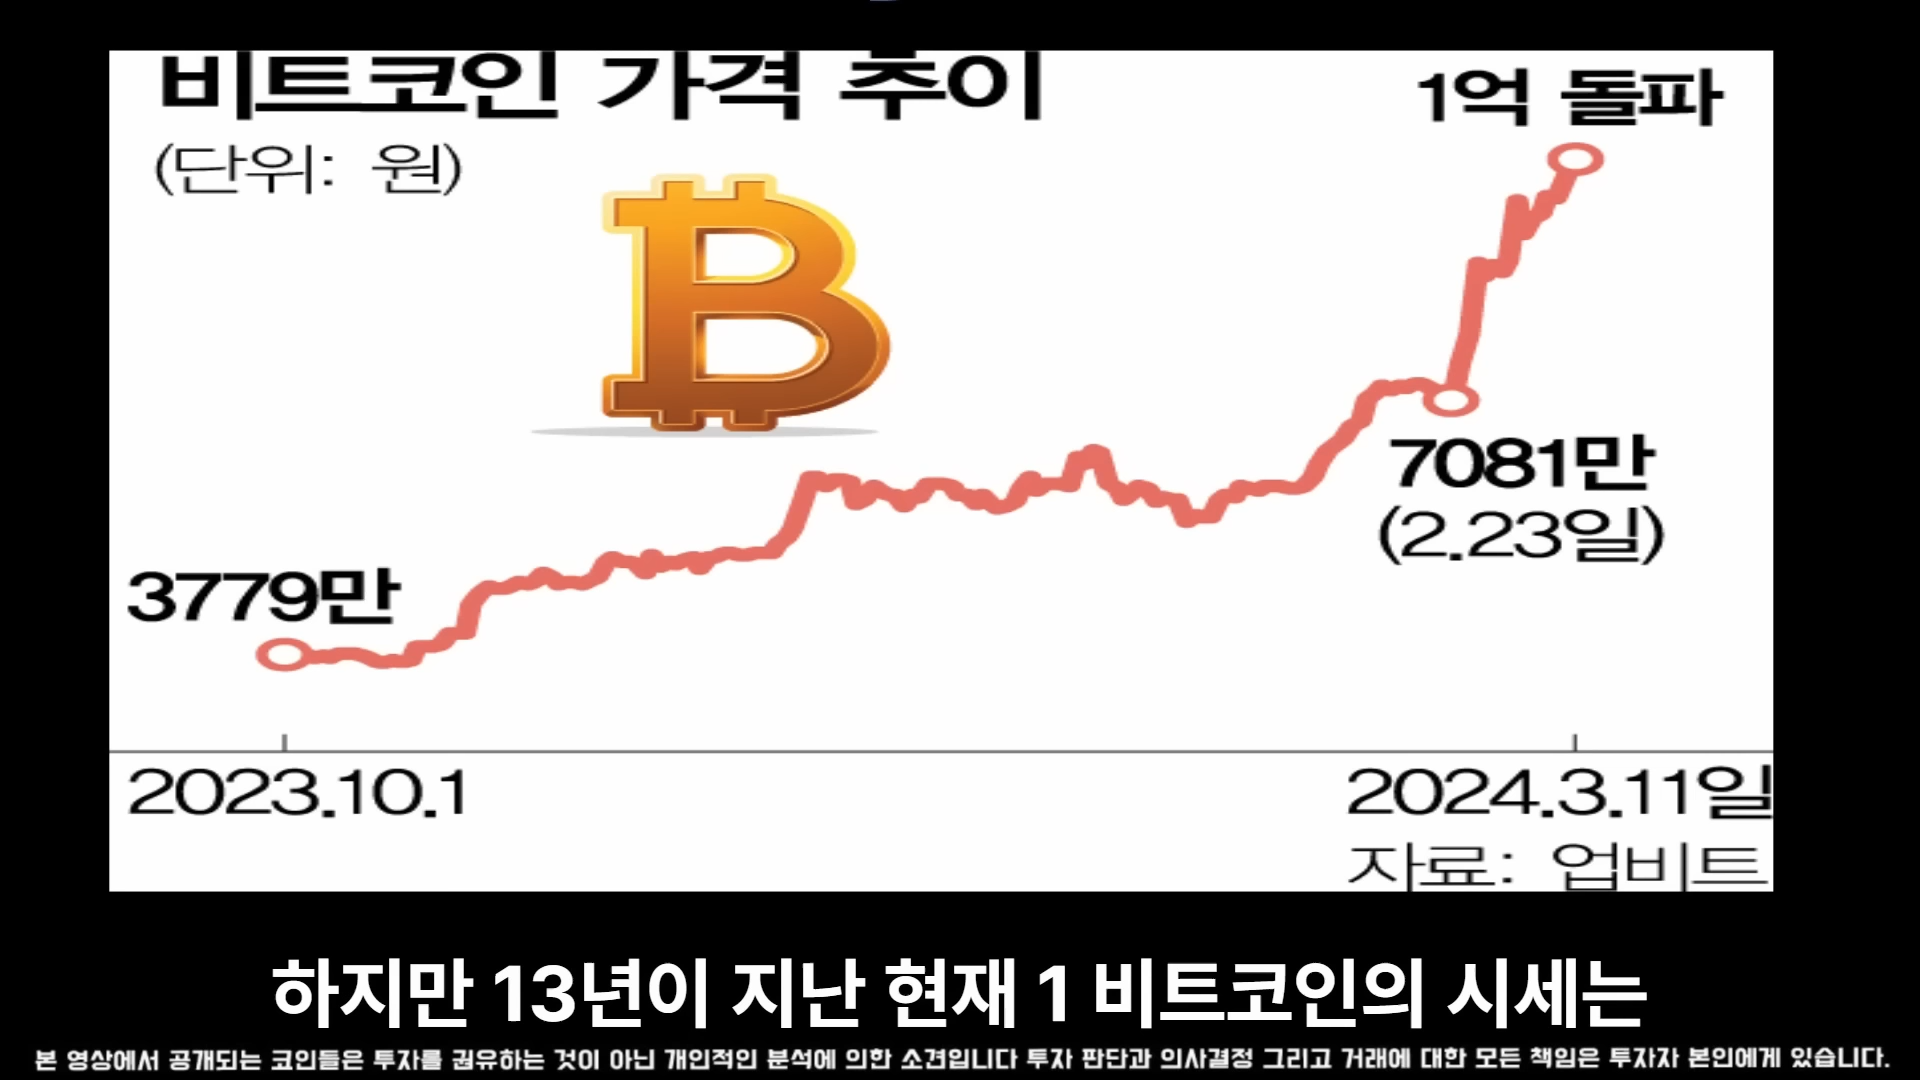 비트코인 가격 추이
(단위: 원)
1억 돌파
7081만
(2.23일)
3779만
2023.10.1
2024.3.11일
자료: 업비트
하지만 13년이 지난 현재 1 비트코인의 시세는
본 영상에서 공개되는 코인들은 투자를 권유하는 것이 아닌 개인적인 분석에 의한 소견입니다 투자 판단과 의사결정 그리고 거래에 대한 모든 책임은 투자자 본인에게 있습니다.